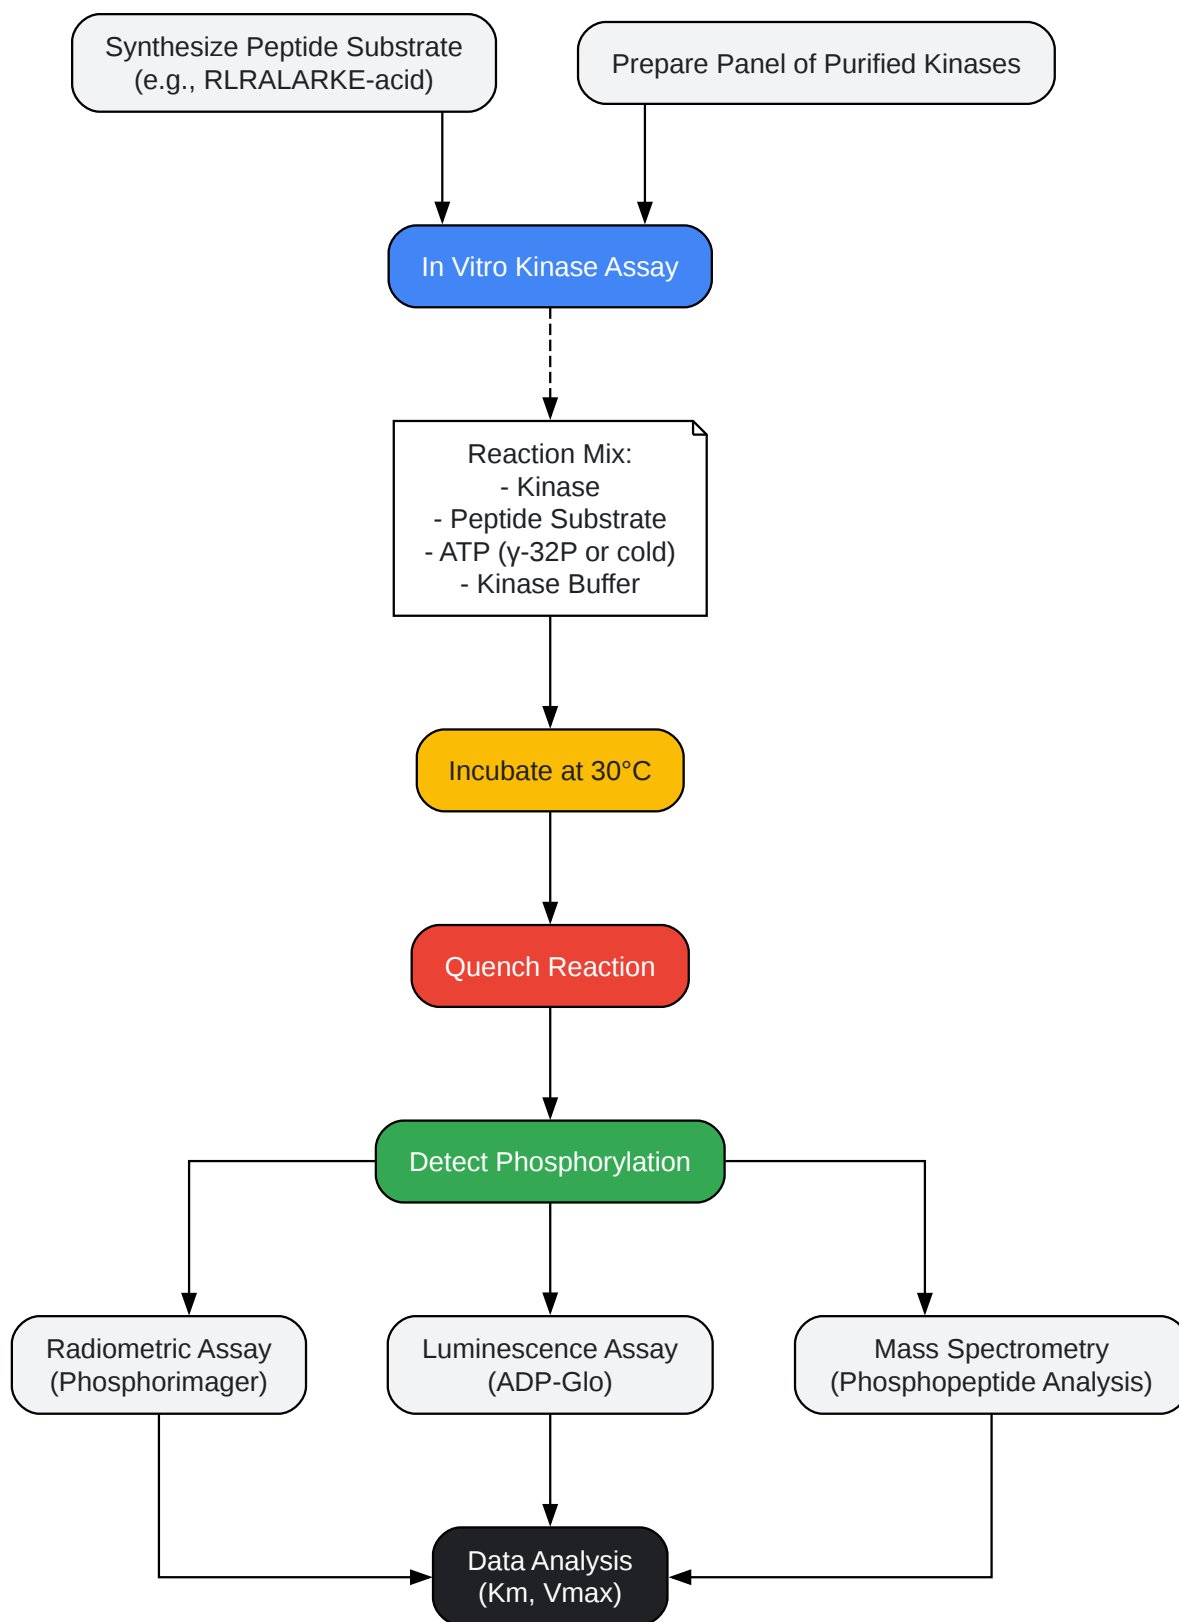 Synthesize Peptide Substrate
(e.g., RLRALARKE-acid)
Prepare Panel of Purified Kinases
In Vitro Kinase Assay
Reaction Mix:
- Kinase
- Peptide Substrate
- ATP (γ-32P or cold)
- Kinase Buffer
Incubate at 30°C
Quench Reaction
Detect Phosphorylation
Radiometric Assay
(Phosphorimager)
Luminescence Assay
(ADP-Glo)
Mass Spectrometry
(Phosphopeptide Analysis)
Data Analysis
(Km, Vmax)